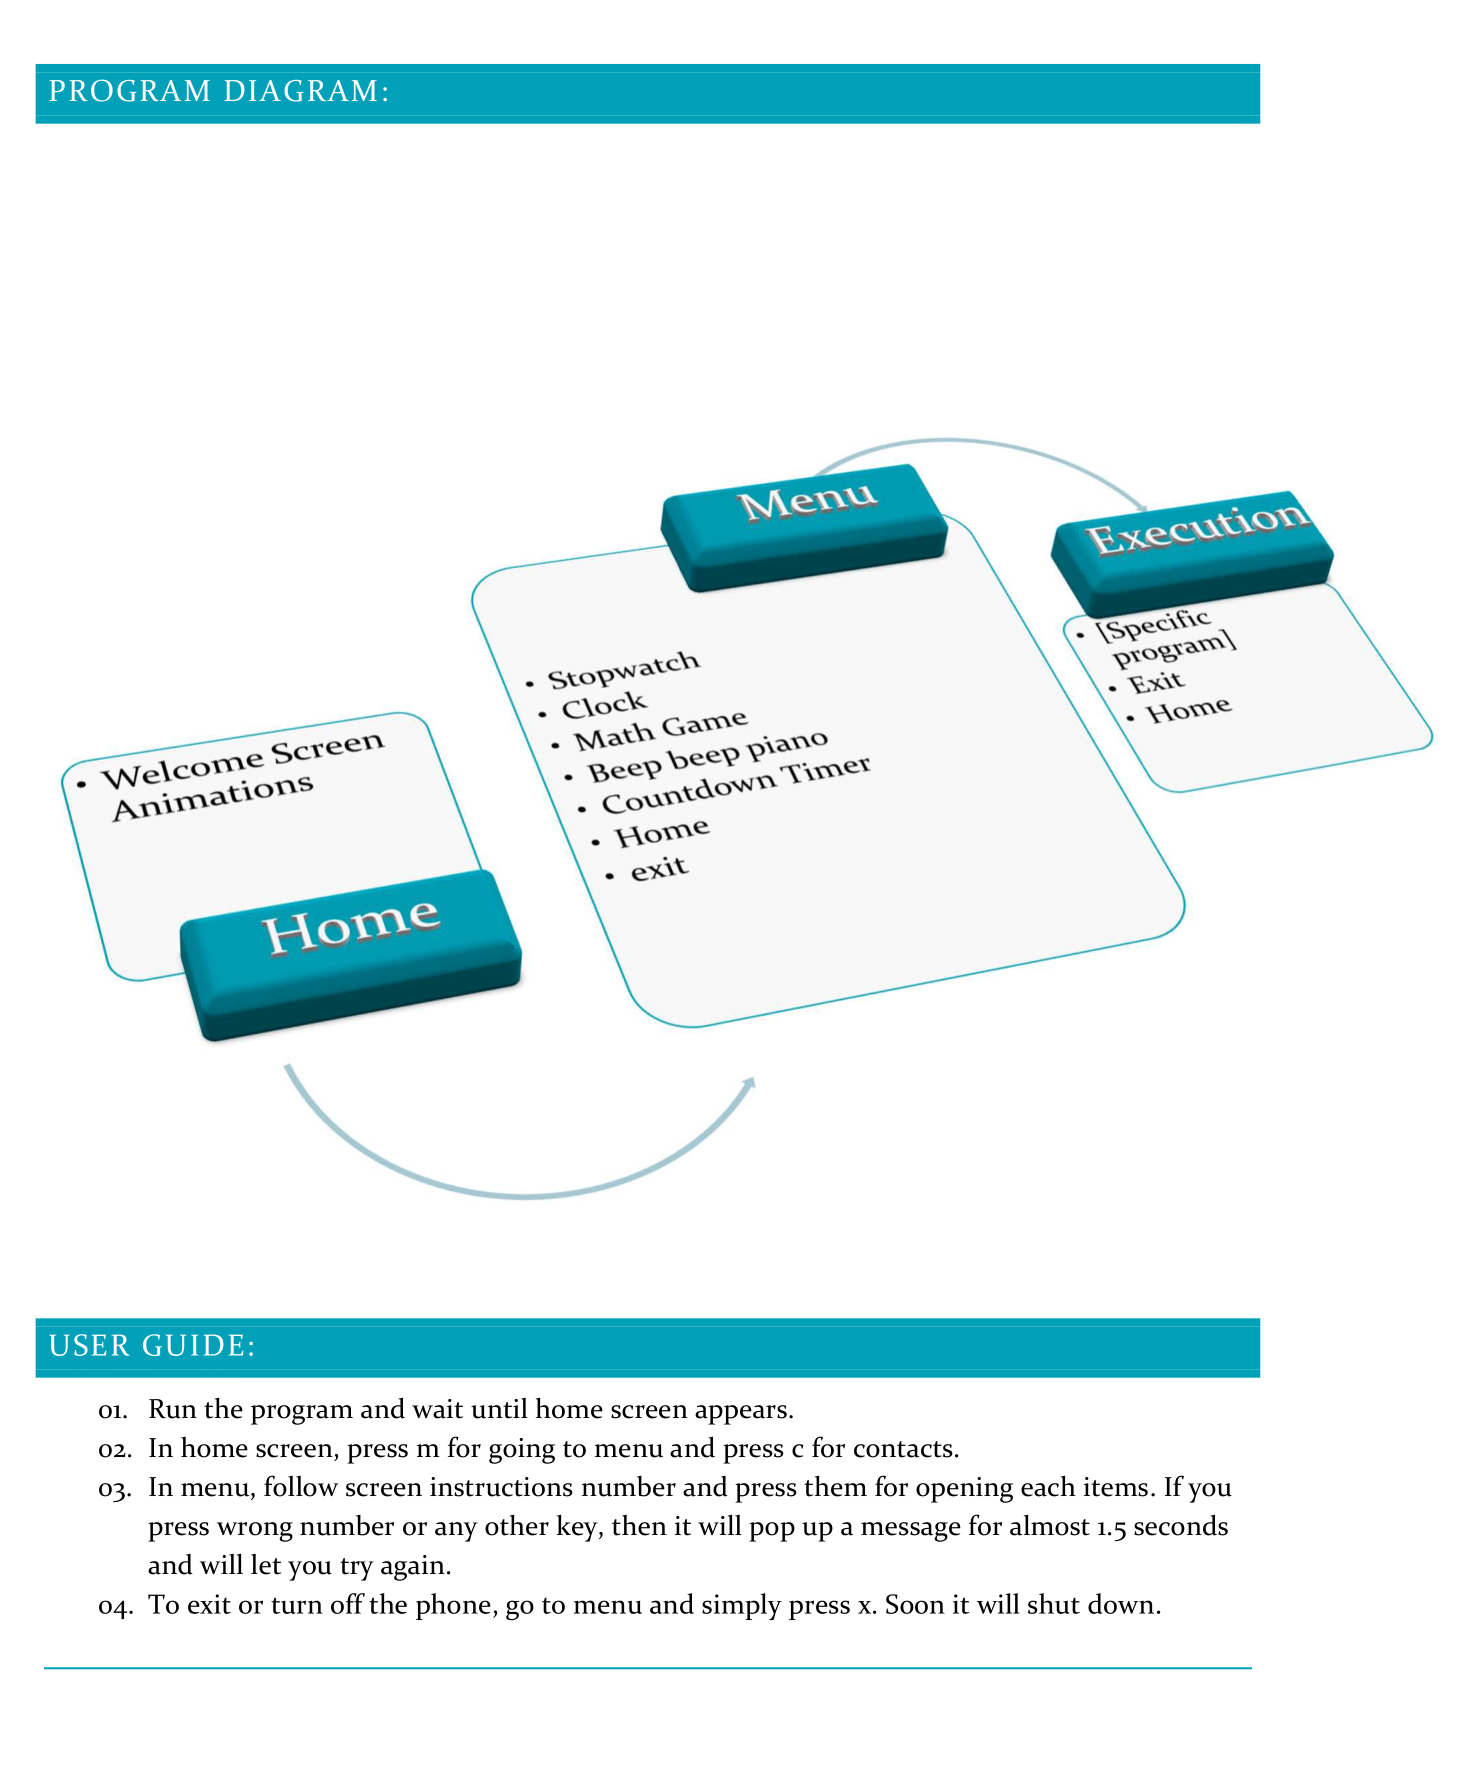 PROGRAM DIAGRAM:
• Welcome Screen
Animations
Home
Menu
• Stopwatch
• Clock
• Math Game
• Beep beep piano
• Countdown Timer
• Home
• exit
Execution
• [Specific
program]
• Exit
• Home
USER GUIDE:
01. Run the program and wait until home screen appears.
02. In home screen, press m for going to menu and press c for contacts.
03. In menu, follow screen instructions number and press them for opening each items. If you
press wrong number or any other key, then it will pop up a message for almost 1.5 seconds
and will let you try again.
04. To exit or turn off the phone, go to menu and simply press x. Soon it will shut down.